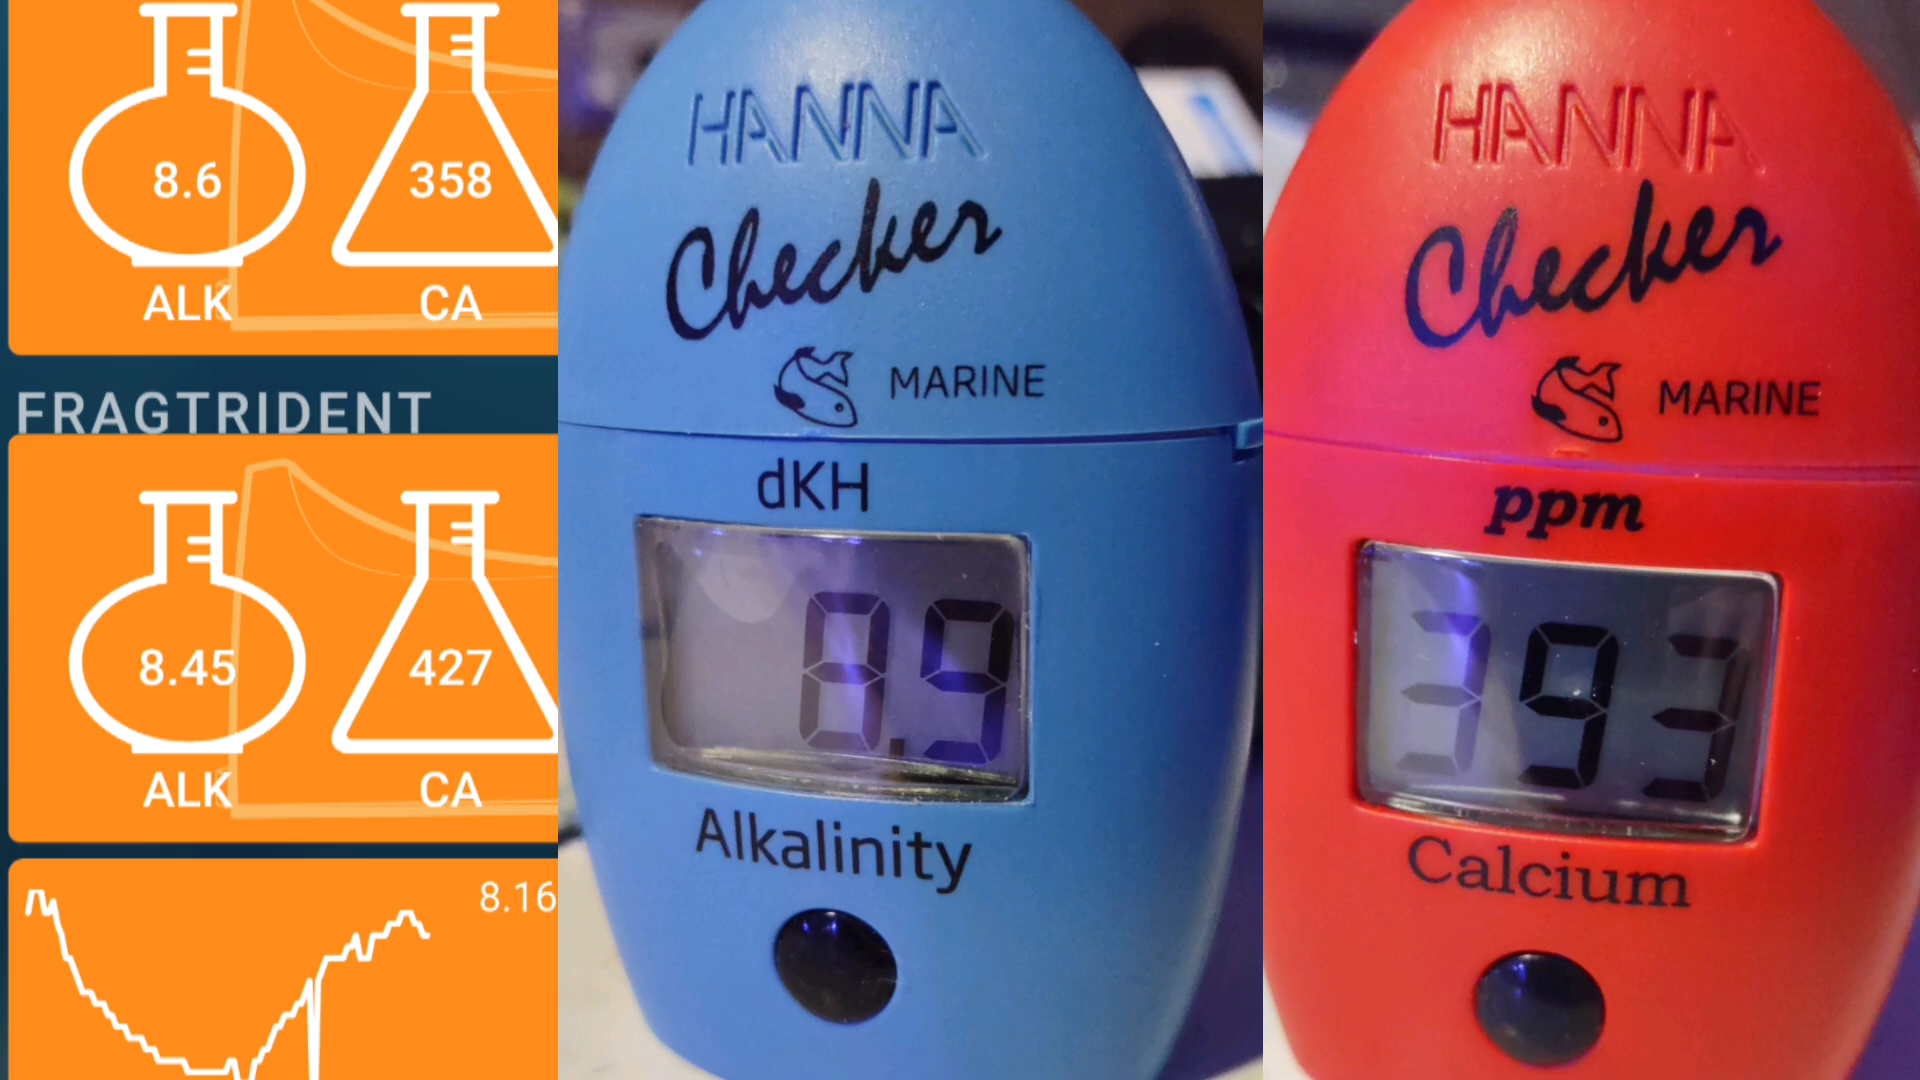 8.6
358
ALK
CA
FRAGTRIDENT
8.45
427
ALK
CA
8.16
HANNA
Checker
MARINE
dKH
8.9
Alkalinity
HANNA
Checker
MARINE
ppm
393
Calcium